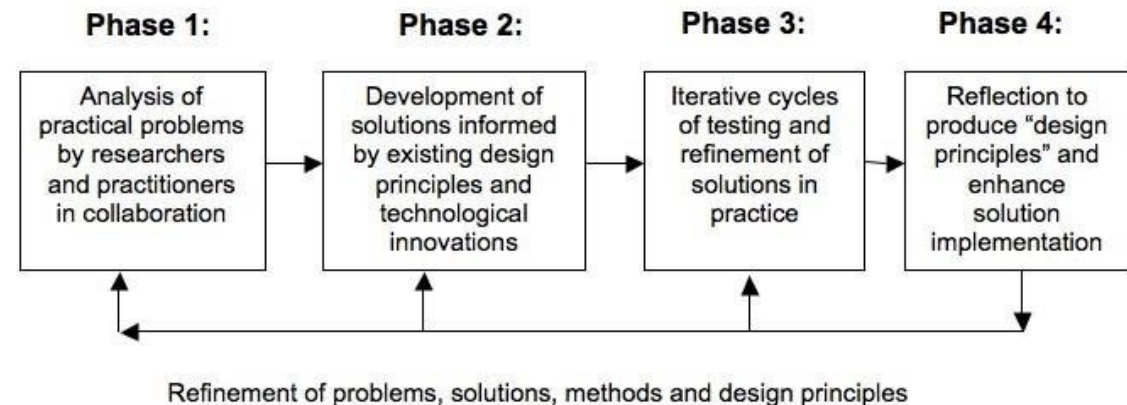 Phase 1:
Phase 2:
Phase 3:
Phase 4:
Analysis of
practical problems
by researchers
and practitioners
in collaboration
Development of
solutions informed
by existing design
principles and
technological
innovations
Iterative cycles
of testing and
refinement of
solutions in
practice
Reflection to
produce “design
principles” and
enhance
solution
implementation
Refinement of problems, solutions, methods and design principles